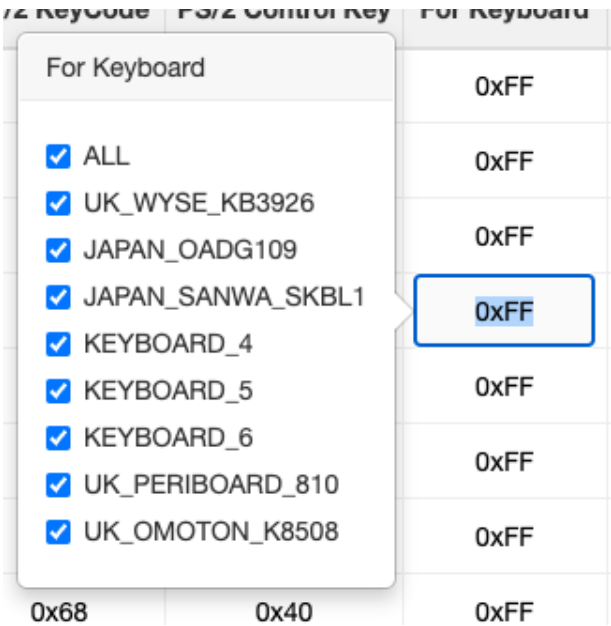 /2 KeyCode PS/2 Control Key For Keyboard
For Keyboard
ALL
UK_WYSE_KB3926
JAPAN_OADG109
JAPAN_SANWA_SKBL1
KEYBOARD_4
KEYBOARD_5
KEYBOARD_6
UK_PERIBOARD_810
UK_OMOTON_K8508
0xFF
0xFF
0xFF
0xFF
0xFF
0xFF
0xFF
0x68 0x40 0xFF